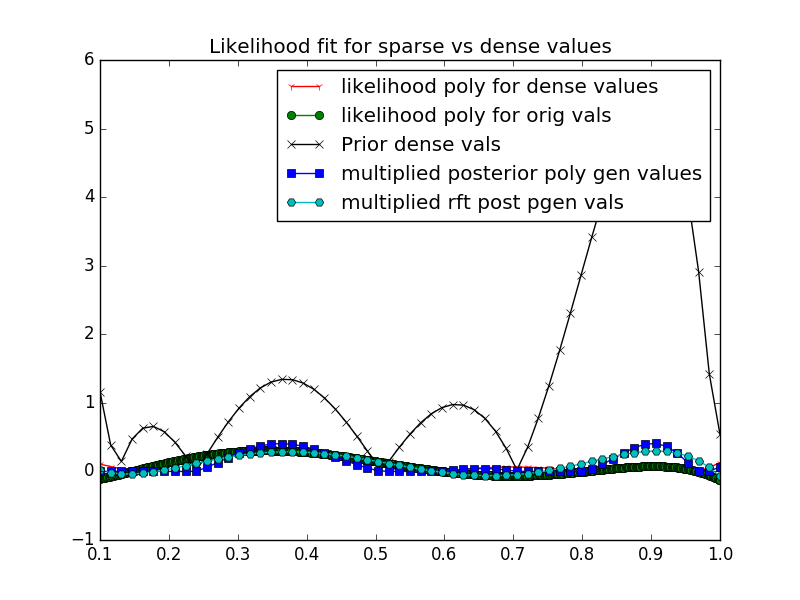 Likelihood fit for sparse vs dense values
6
5
4
3
2
1
0
−1
likelihood poly for dense values
likelihood poly for orig vals
Prior dense vals
multiplied posterior poly gen values
multiplied rft post pgen vals
0.1 0.2 0.3 0.4 0.5 0.6 0.7 0.8 0.9 1.0